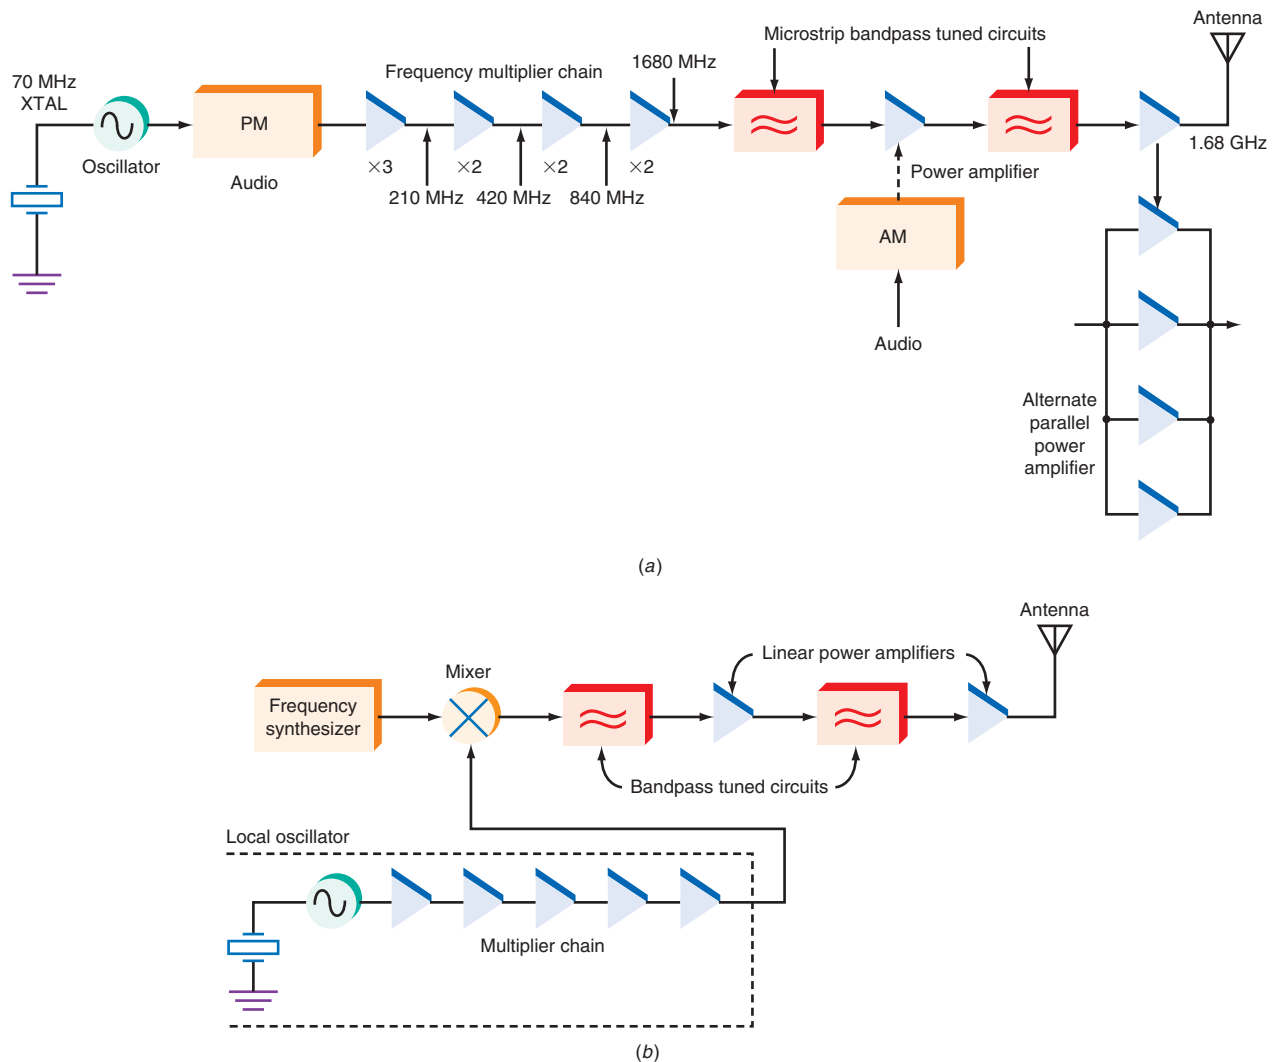 Antenna
Microstrip bandpass tuned circuits
1680 MHz
Frequency multiplier chain
70 MHz
XTAL
PM
Oscillator
Audio
×3
×2
×2
×2
210 MHz
420 MHz
840 MHz
Power amplifier
1.68 GHz
AM
Audio
Alternate
parallel
power
amplifier
(a)
Antenna
Linear power amplifiers
Mixer
Frequency
synthesizer
Bandpass tuned circuits
Local oscillator
Multiplier chain
(b)